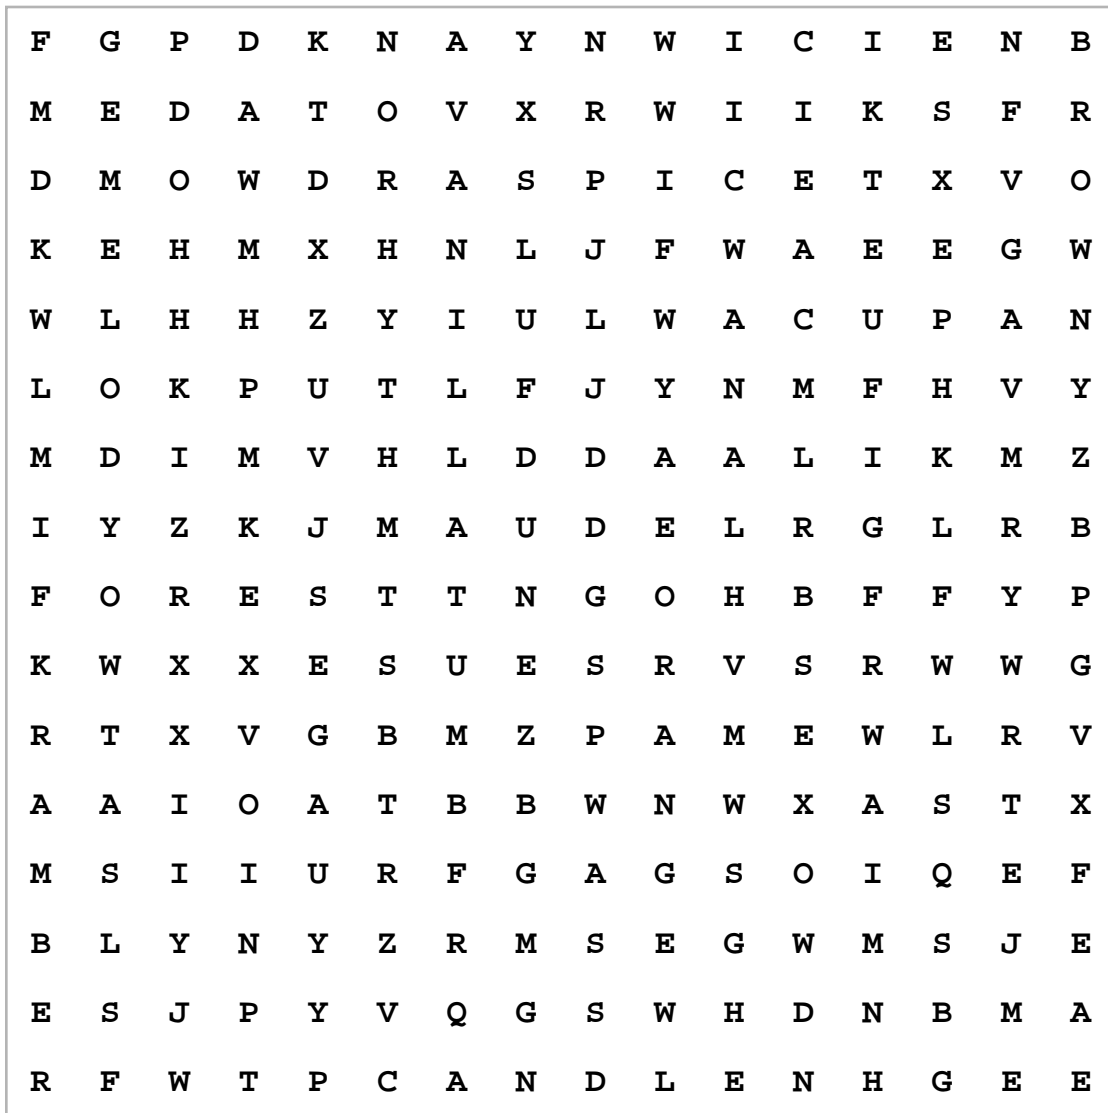 F G P D K N A Y N W I C I E N B
M E D A T O V X R W I I K S F R
D M O W D R A S P I C E T X V O
K E H M X H N L J F W A E E G W
W L H H Z Y I U L W A C U P A N
L O K P U T L F J Y N M F H V Y
M D I M V H L D D A A L I K M Z
I Y Z K J M A U D E L R G L R B
F O R E S T T N G O H B F F Y P
K W X X E S U E S R V S R W W G
R T X V G B M Z P A M E W L R V
A A I O A T B B W N W X A S T X
M S I I U R F G A G S O I Q E F
B L Y N Y Z R M S E G W M S J E
E S J P Y V Q G S W H D N B M A
R F W T P C A N D L E N H G E E